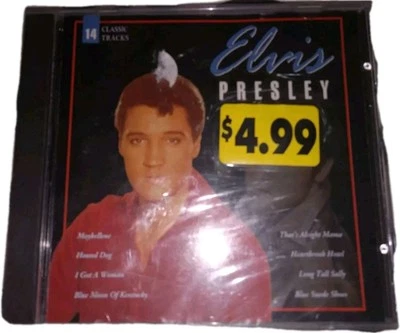 14 CLASSIC
TRACKS
Elvis
PRESLEY
$4.99
Maybellene
Hound Dog
I Got A Woman
Blue Moon Of Kentucky
That's Alright Mama
Heartbreak Hotel
Long Tall Sally
Blue Suede Shoes